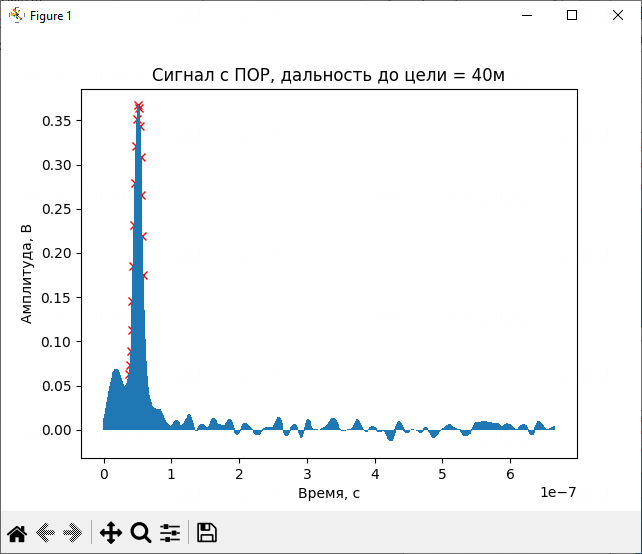 Figure 1
Сигнал с ПОР, дальность до цели = 40м
Амплитуда, В
0.35
0.30
0.25
0.20
0.15
0.10
0.05
0.00
0 1 2 3 4 5 6
1e−7
Время, с